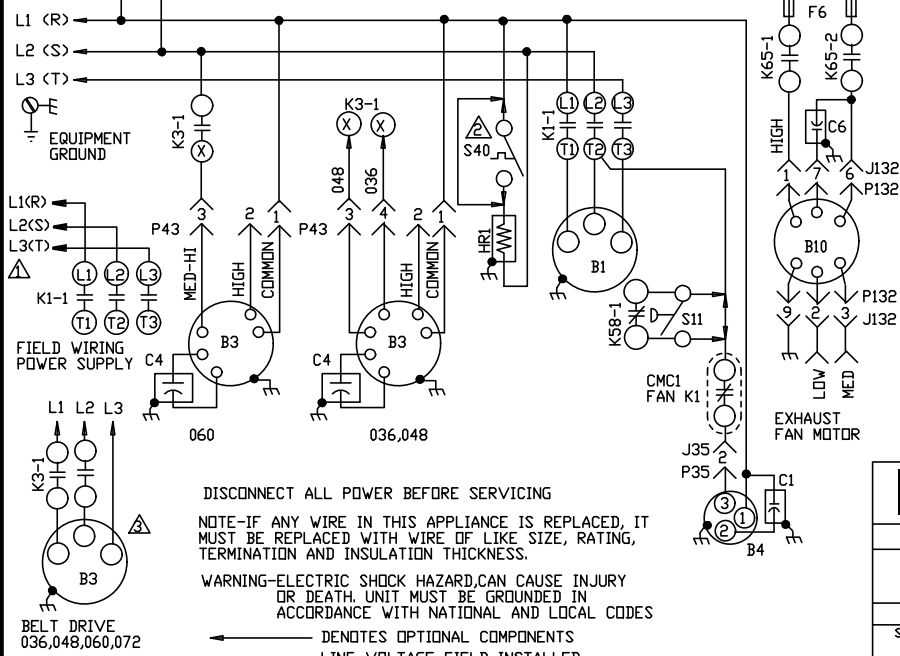 L1 (R)
L2 (S)
L3 (T)
EQUIPMENT
GROUND
L1(R)
L2(S)
L3(T)
1
L1 L2 L3
K1-1
T1 T2 T3
FIELD WIRING
POWER SUPPLY
K3-1
X
P43 3 2 1
MED-HI
HIGH
COMMON
B3
C4
060
K3-1
X X
048
036
P43 3 4 2 1
HIGH
COMMON
B3
C4
036,048
2
S40
HR1
K1-1
L1 L2 L3
T1 T2 T3
B1
K58-1
S11
CMC1
FAN K1
J35
2
P35
3
1
2
C1
B4
F6
K65-1
K65-2
C6
HIGH
1 7 6 J132
P132
B10
P132
9 2 3 J132
LOW
MED
EXHAUST
FAN MOTOR
L1 L2 L3
K3-1
3
B3
BELT DRIVE
036,048,060,072
DISCONNECT ALL POWER BEFORE SERVICING
NOTE-IF ANY WIRE IN THIS APPLIANCE IS REPLACED, IT
MUST BE REPLACED WITH WIRE OF LIKE SIZE, RATING,
TERMINATION AND INSULATION THICKNESS.
WARNING-ELECTRIC SHOCK HAZARD,CAN CAUSE INJURY
OR DEATH. UNIT MUST BE GROUNDED IN
ACCORDANCE WITH NATIONAL AND LOCAL CODES
DENOTES OPTIONAL COMPONENTS